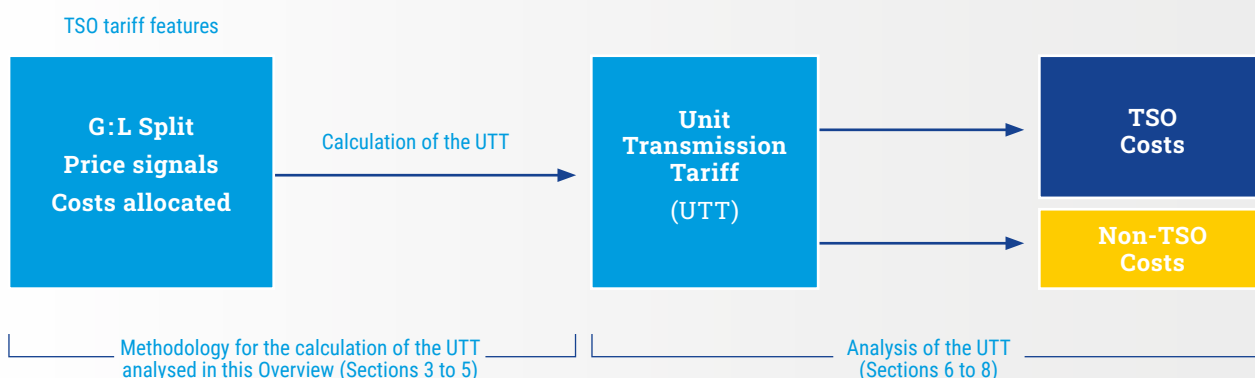 TSO tariff features
G:L Split
Price signals
Costs allocated
Calculation of the UTT
Unit
Transmission
Tariff
(UTT)
TSO
Costs
Non-TSO
Costs
Methodology for the calculation of the UTT
analysed in this Overview (Sections 3 to 5)
Analysis of the UTT
(Sections 6 to 8)